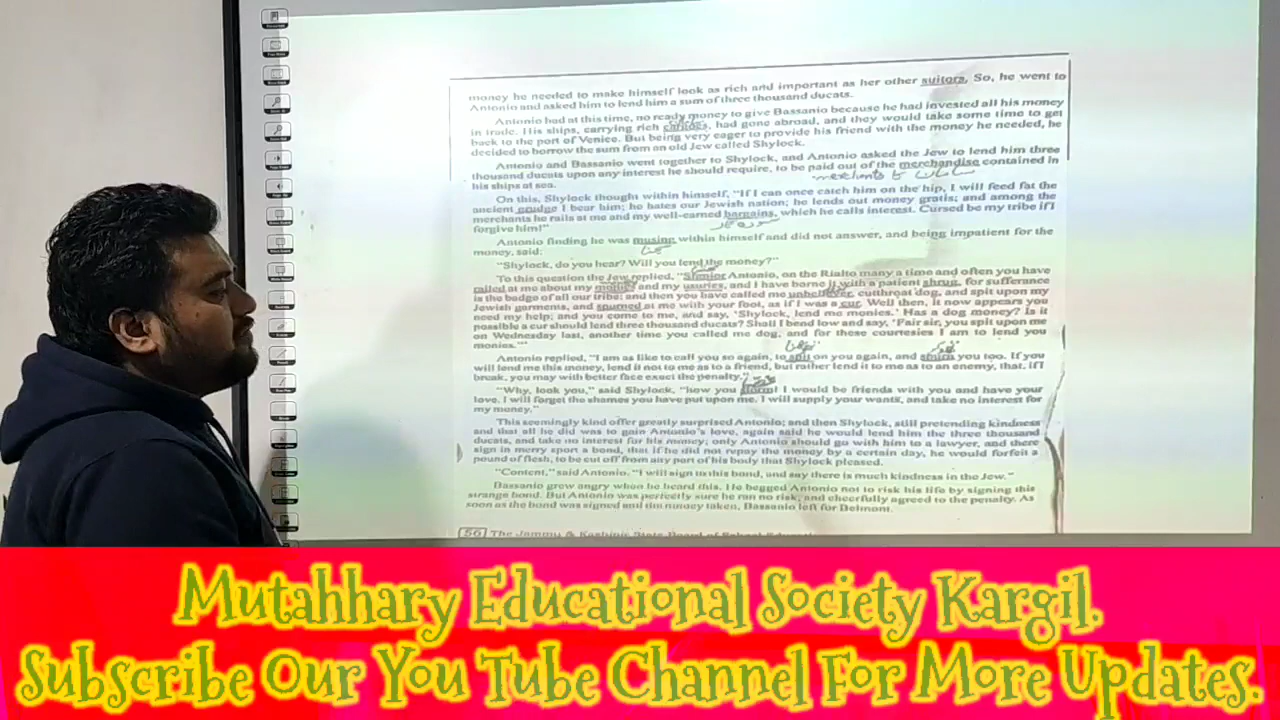 money he needed to make himself look as rich and important as her other suitors. So, he went to
Antonio and asked him to lend him a sum of three thousand ducats.
Antonio had at this time, no ready money to give Bassanio because he had invested all his money
in trade. His ships, carrying rich cargoes, had gone abroad, and they would take some time to get
back to the port of Venice. But being very eager to provide his friend with the money he needed, he
decided to borrow the sum from an old Jew called Shylock.
Antonio and Bassanio went together to Shylock, and Antonio asked the Jew to lend him three
thousand ducats upon any interest he should require, to be paid out of the merchandise contained in
his ships at sea.
On this, Shylock thought within himself, "If I can once catch him on the hip, I will feed fat the
ancient grudge I bear him; he hates our Jewish nation; he lends out money gratis; and among the
merchants he rails at me and my well-earned bargains, which he calls interest. Cursed be my tribe if I
forgive him!"
Antonio finding he was musing within himself and did not answer, and being impatient for the
money, said:
"Shylock, do you hear? Will you lend the money?"
To this question the Jew replied, "Signior Antonio, on the Rialto many a time and often you have
railed at me about my monies and my usuries, and I have borne it with a patient shrug, for sufferance
is the badge of all our tribe; and then you have called me unbeliever, cutthroat dog, and spit upon my
Jewish garments, and spurned at me with your foot, as if I was a cur. Well then, it now appears you
need my help; and you come to me, and say, 'Shylock, lend me monies.' Has a dog money? Is it
possible a cur should lend three thousand ducats? Shall I bend low and say, 'Fair sir, you spit upon me
on Wednesday last, another time you called me dog, and for these courtesies I am to lend you
monies.'"
Antonio replied, "I am as like to call you so again, to spit on you again, and spurn you too. If you
will lend me this money, lend it not to me as to a friend, but rather lend it to me as to an enemy, that, if I
break, you may with better face exact the penalty."
"Why, look you," said Shylock, "how you storm! I would be friends with you and have your
love. I will forget the shames you have put upon me. I will supply your wants, and take no interest for
my money."
This seemingly kind offer greatly surprised Antonio; and then Shylock, still pretending kindness
and that all he did was to gain Antonio's love, again said he would lend him the three thousand
ducats, and take no interest for his money; only Antonio should go with him to a lawyer, and there
sign in merry sport a bond, that if he did not repay the money by a certain day, he would forfeit a
pound of flesh, to be cut off from any part of his body that Shylock pleased.
"Content," said Antonio. "I will sign to this bond, and say there is much kindness in the Jew."
Bassanio grew angry when he heard this. He begged Antonio not to risk his life by signing this
strange bond. But Antonio was perfectly sure he ran no risk, and cheerfully agreed to the penalty. As
soon as the bond was signed and the money taken, Bassanio left for Belmont.
56 The Jammu & Kashmir State Board of School
Mutahhary Educational Society Kargil.
Subscribe Our You Tube Channel For More Updates.